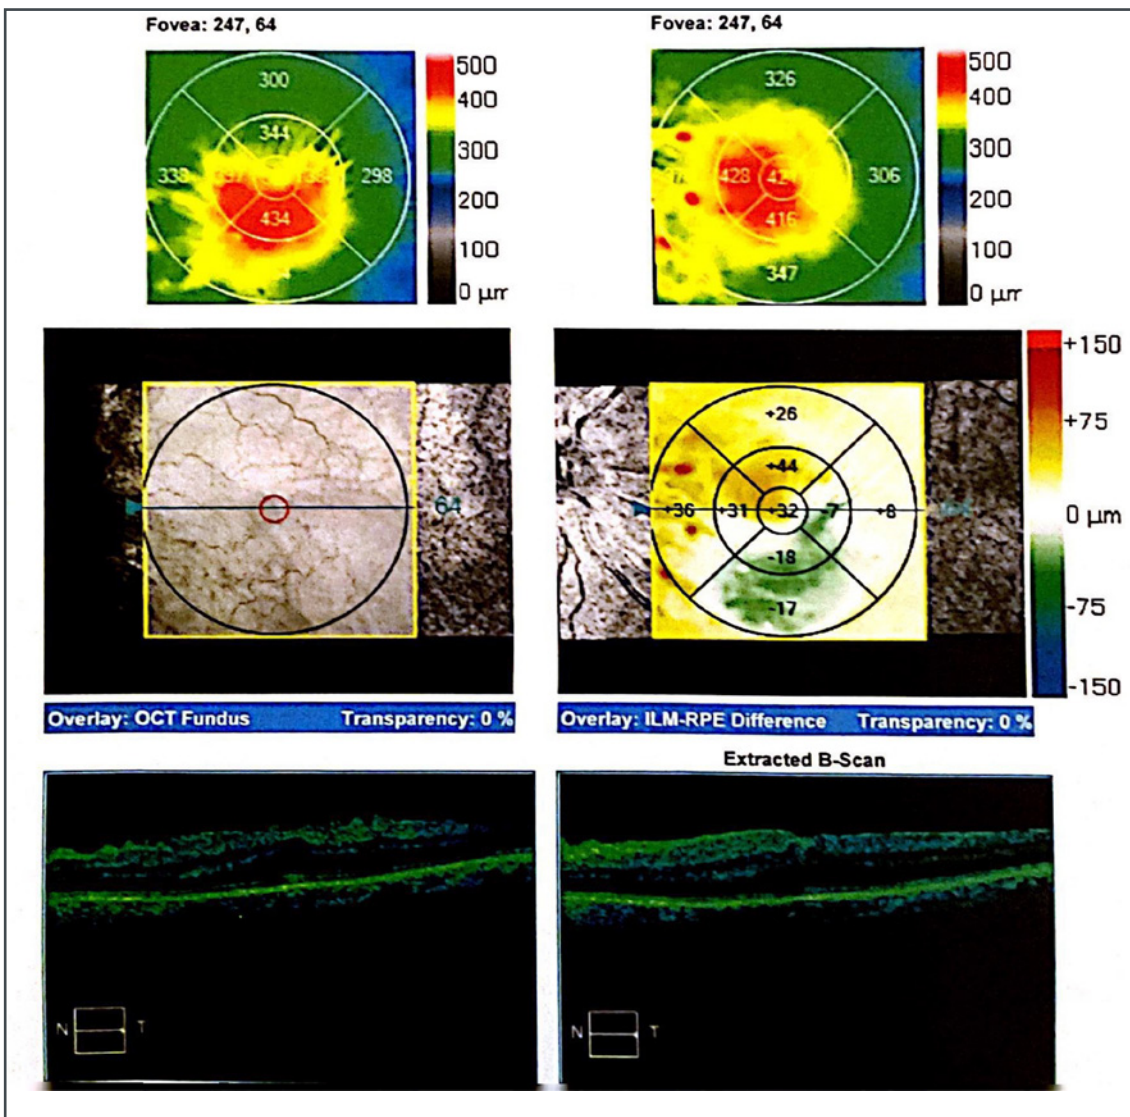 Fovea: 247, 64
Fovea: 247, 64
300
344
338
298
434
500
400
300
200
100
0 µm
326
428
306
416
347
500
400
300
200
100
0 µm
64
+26
+44
+36 +31 +32 -7 +8
-18
-17
+150
+75
0 µm
-75
-150
Overlay: OCT Fundus Transparency: 0 %
Overlay: ILM-RPE Difference Transparency: 0 %
Extracted B-Scan
N T
N T